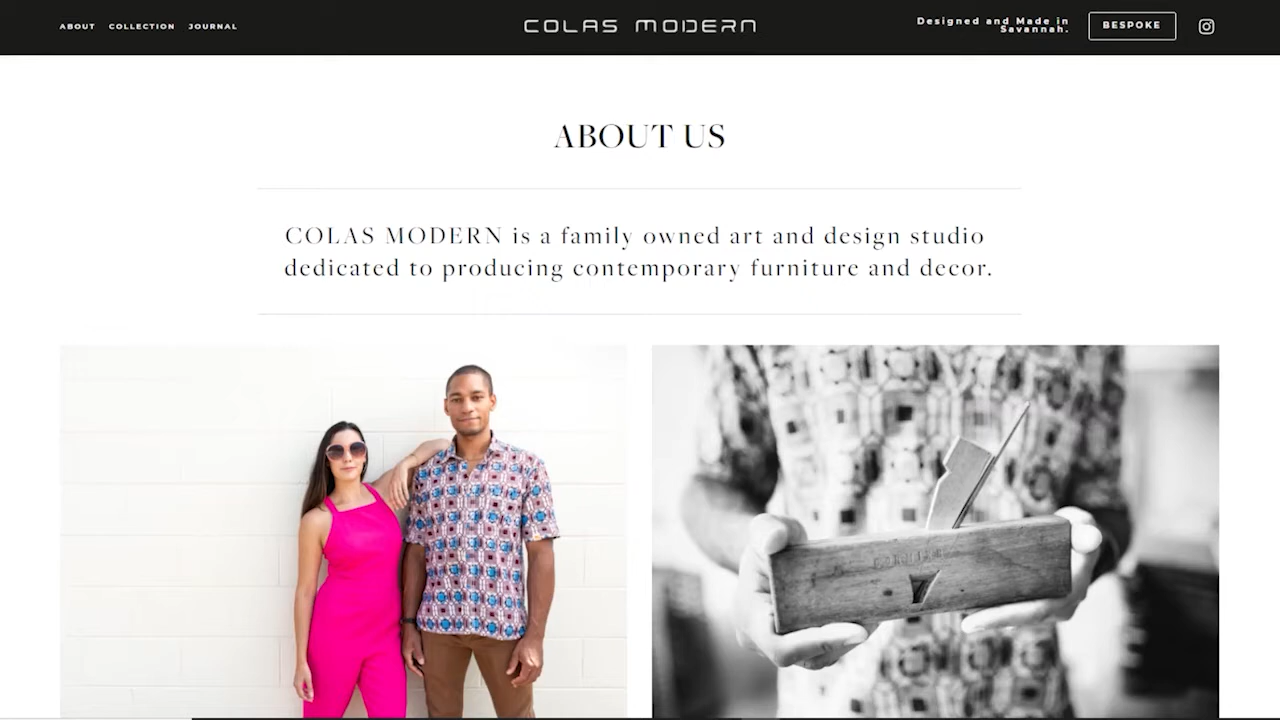 ABOUT COLLECTION JOURNAL
COLAS MODERN
Designed and Made in
Savannah.
BESPOKE
ABOUT US
COLAS MODERN is a family owned art and design studio
dedicated to producing contemporary furniture and decor.